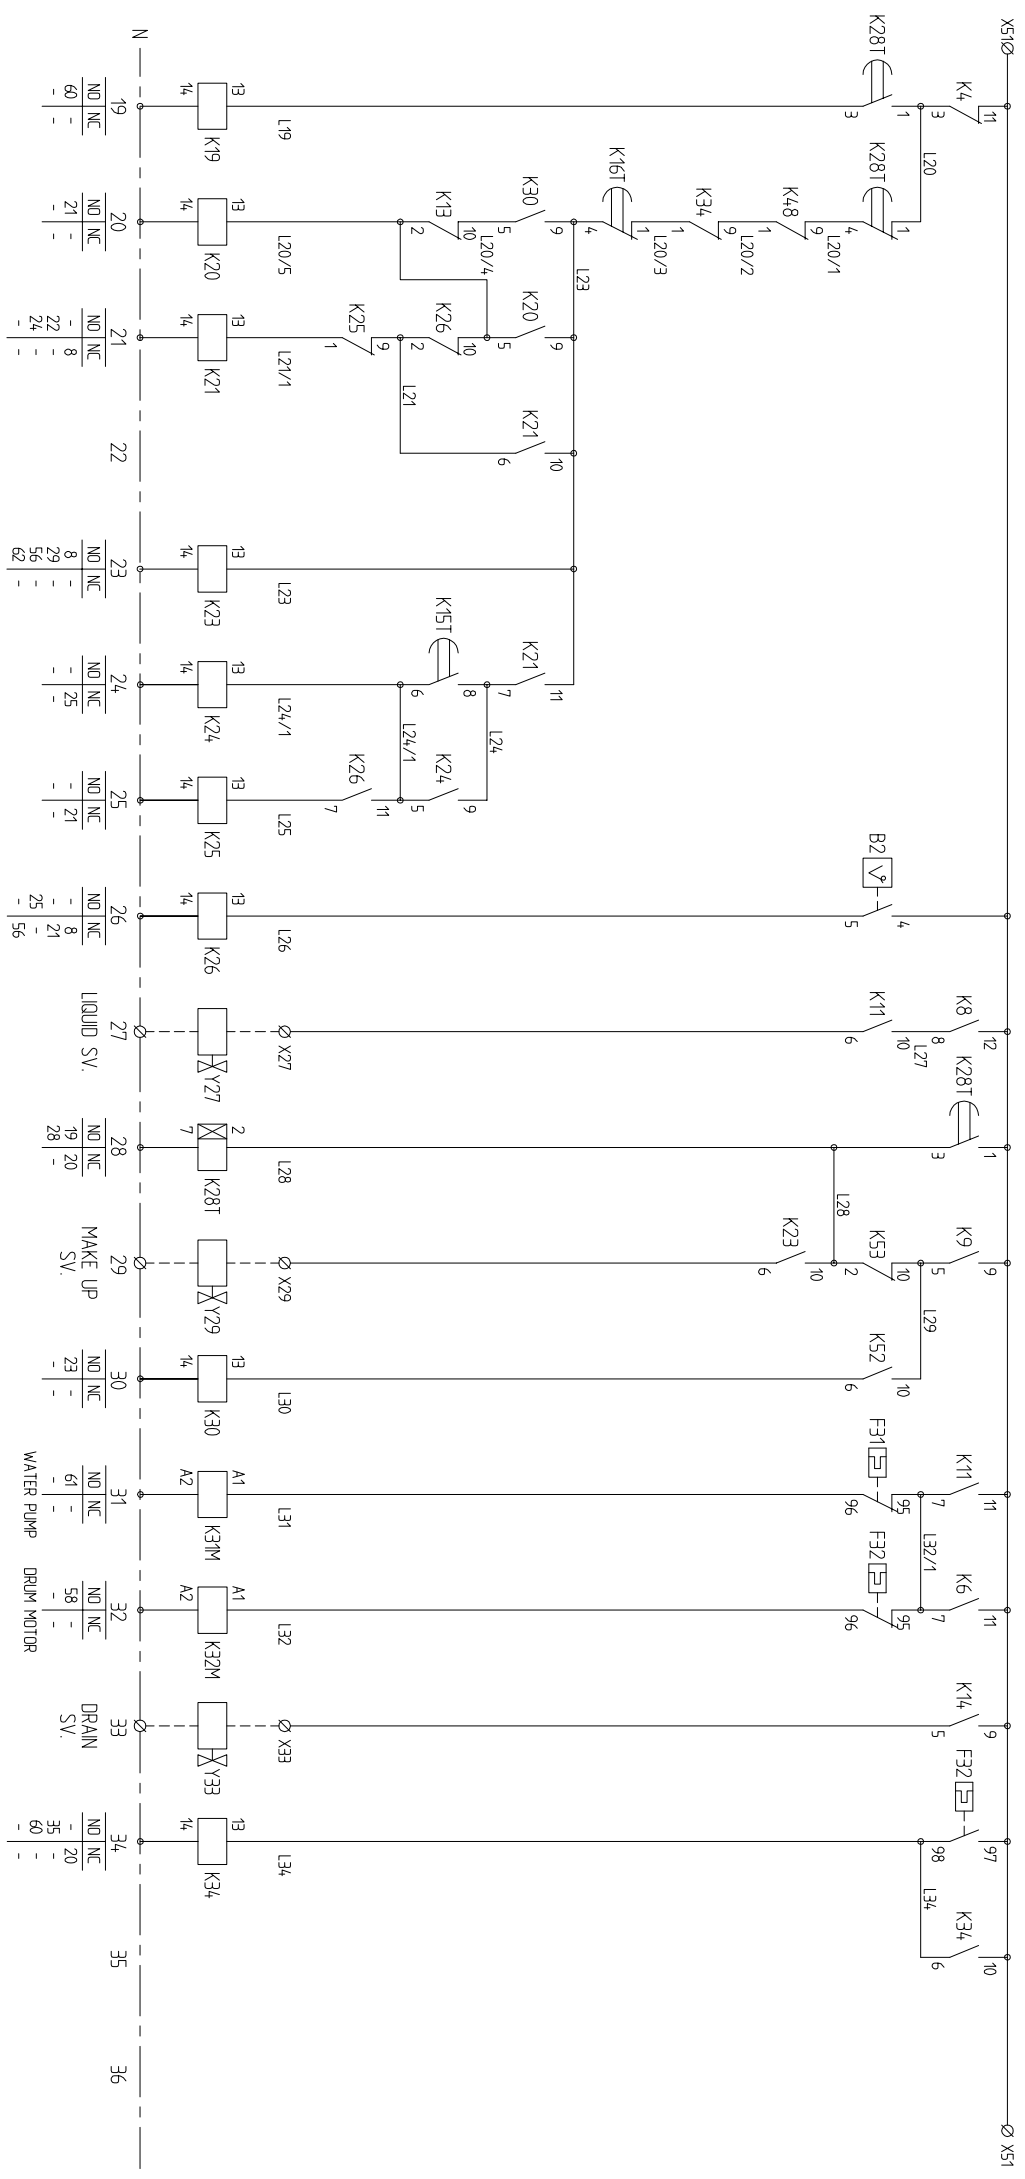 X51
X51
K4
11
3
K28T
1
3
L19
13
14
K19
19
NO NC
60 -
- -
L20
K28T
1
4
L20/1
K48
9
1
L20/2
K34
9
1
L20/3
K16T
1
4
L23
K30
9
5
L20/4
K13
10
2
L20/5
13
14
K20
20
NO NC
21 -
- -
K20
9
5
K26
10
2
K25
9
1
L21
L21/1
13
14
K21
21
NO NC
- 8
22 -
24 -
- -
K21
10
6
22
L23
13
14
K23
23
NO NC
8 -
29 -
56 -
62 -
K21
11
7
K15T
8
6
L24
L24/1
L24/1
13
14
K24
24
NO NC
- 25
- -
K24
9
5
K26
11
7
L25
13
14
K25
25
NO NC
- 21
- -
B2
4
5
L26
13
14
K26
26
NO NC
- 8
- 21
25 -
- 56
K8
12
8
L27
K11
10
6
X27
Y27
27
LIQUID SV.
K28T
1
3
L28
L28
2
7
K28T
28
NO NC
19 20
28 -
K9
9
5
L29
K53
10
2
K23
10
6
X29
Y29
29
MAKE UP
SV.
K52
10
6
L30
13
14
K30
30
NO NC
23 -
- -
K11
11
7
L32/1
F31
95
96
L31
A1
A2
K31M
31
NO NC
61 -
- -
WATER PUMP
K6
11
7
F32
95
96
L32
A1
A2
K32M
32
NO NC
58 -
- -
DRUM MOTOR
K14
9
5
X33
Y33
33
DRAIN
SV.
F32
97
98
L34
L34
13
14
K34
34
NO NC
- 20
35 -
60 -
- -
K34
10
6
35
36
N